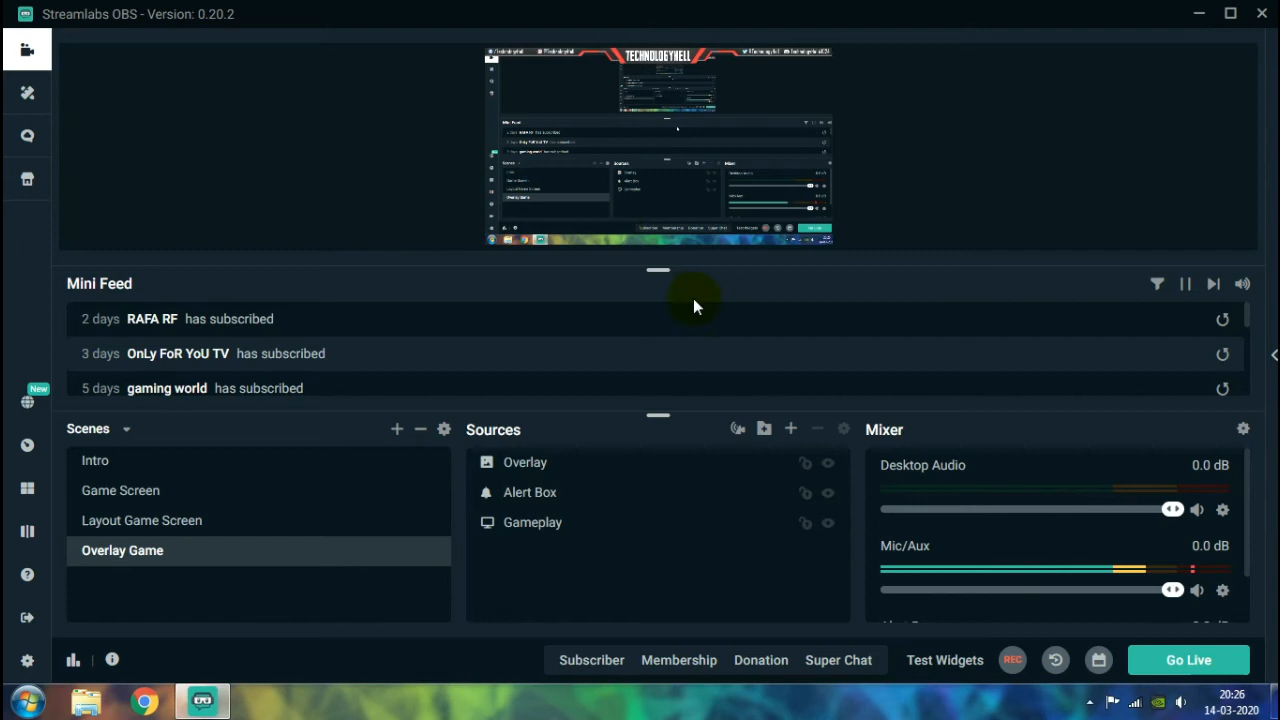 Streamlabs OBS - Version: 0.20.2
TECHNOLOGYHELL
Mini Feed
2 days RAFA RF has subscribed
3 days OnLy FoR YoU TV has subscribed
5 days gaming world has subscribed
New
Scenes
Intro
Game Screen
Layout Game Screen
Overlay Game
Sources
Overlay
Alert Box
Gameplay
Mixer
Desktop Audio 0.0 dB
Mic/Aux 0.0 dB
Subscriber Membership Donation Super Chat Test Widgets REC Go Live
20:26
14-03-2020